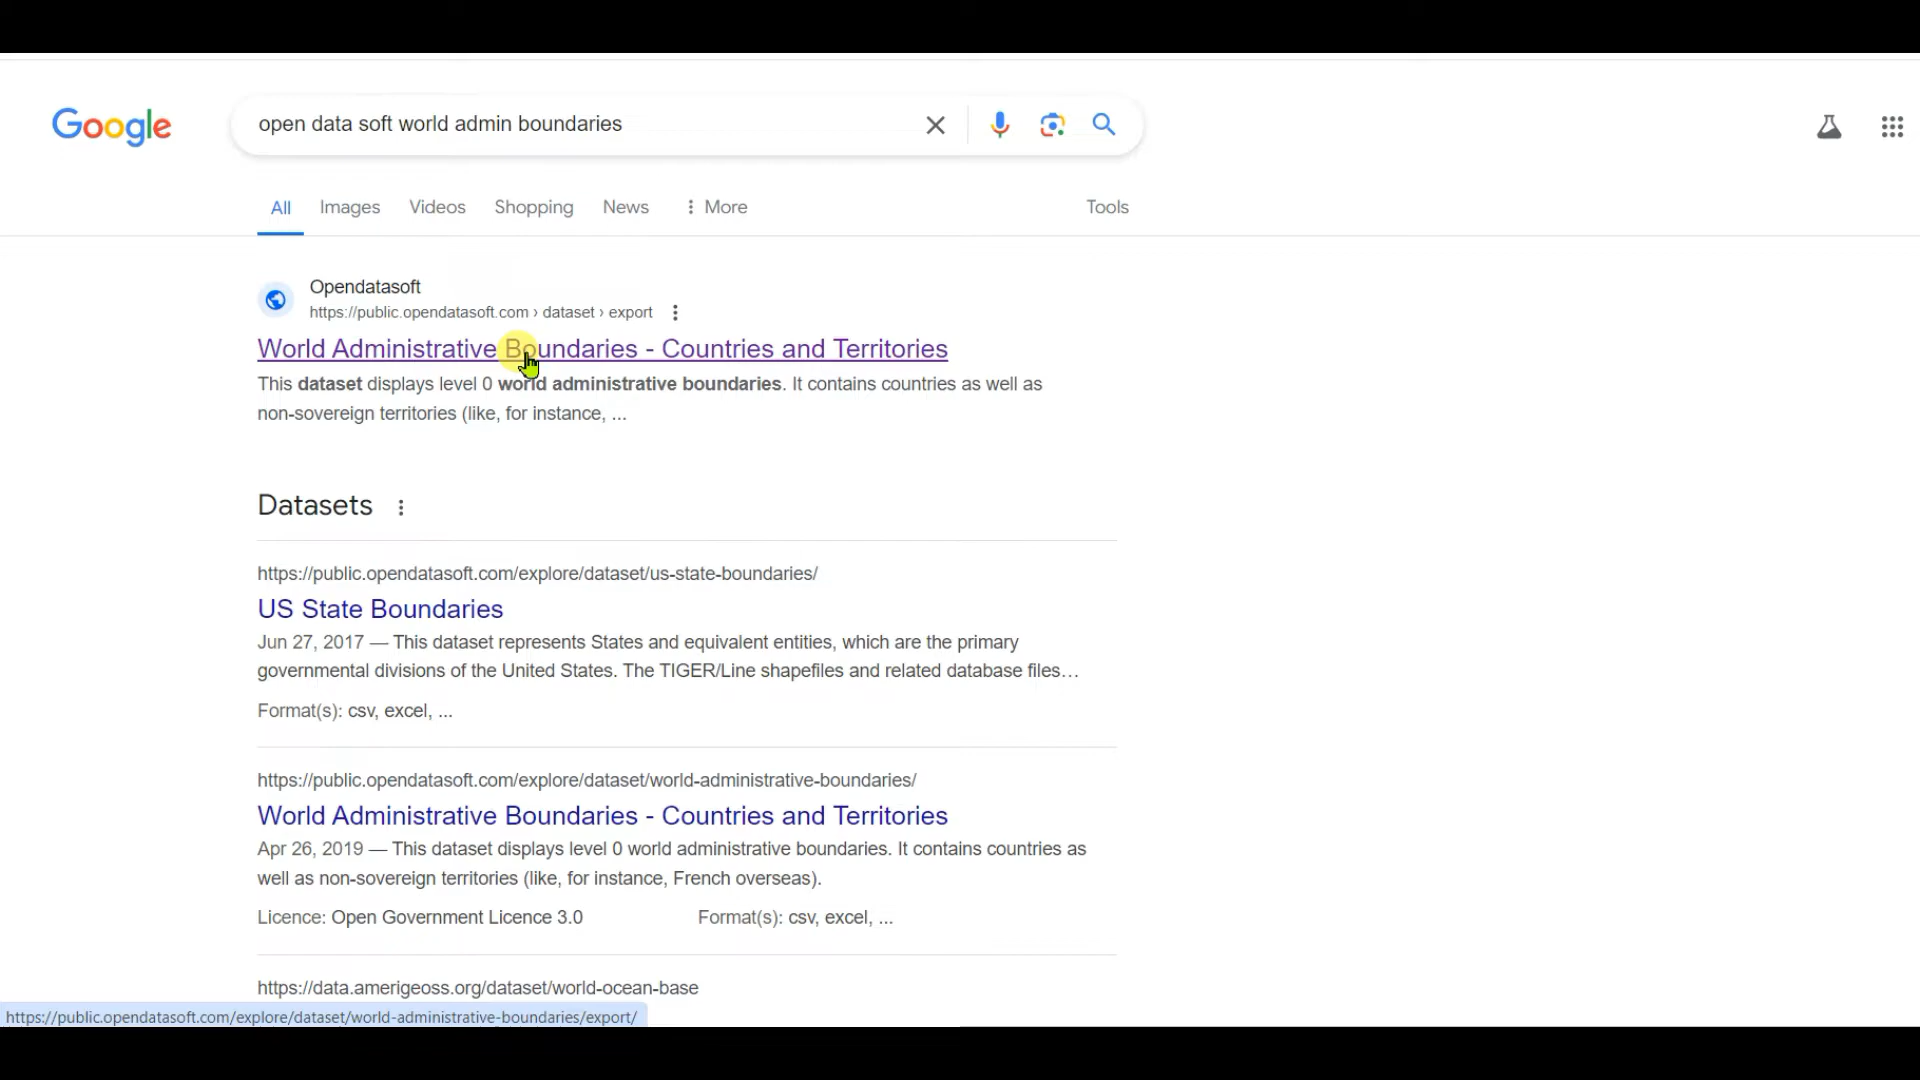 Google
open data soft world admin boundaries
All
Images
Videos
Shopping
News
More
Tools
Opendatasoft
https://public.opendatasoft.com › dataset › export
World Administrative Boundaries - Countries and Territories
This dataset displays level 0 world administrative boundaries. It contains countries as well as
non-sovereign territories (like, for instance, ...
Datasets
https://public.opendatasoft.com/explore/dataset/us-state-boundaries/
US State Boundaries
Jun 27, 2017 — This dataset represents States and equivalent entities, which are the primary
governmental divisions of the United States. The TIGER/Line shapefiles and related database files...
Format(s): csv, excel, ...
https://public.opendatasoft.com/explore/dataset/world-administrative-boundaries/
World Administrative Boundaries - Countries and Territories
Apr 26, 2019 — This dataset displays level 0 world administrative boundaries. It contains countries as
well as non-sovereign territories (like, for instance, French overseas).
Licence: Open Government Licence 3.0
Format(s): csv, excel, ...
https://data.amerigeoss.org/dataset/world-ocean-base
https://public.opendatasoft.com/explore/dataset/world-administrative-boundaries/export/